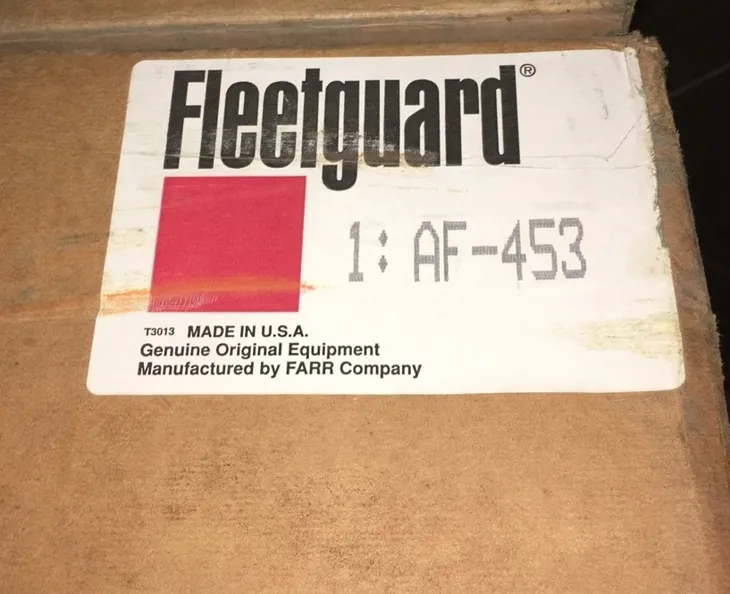 Fleetguard®
1: AF-453
T3013 MADE IN U.S.A.
Genuine Original Equipment
Manufactured by FARR Company